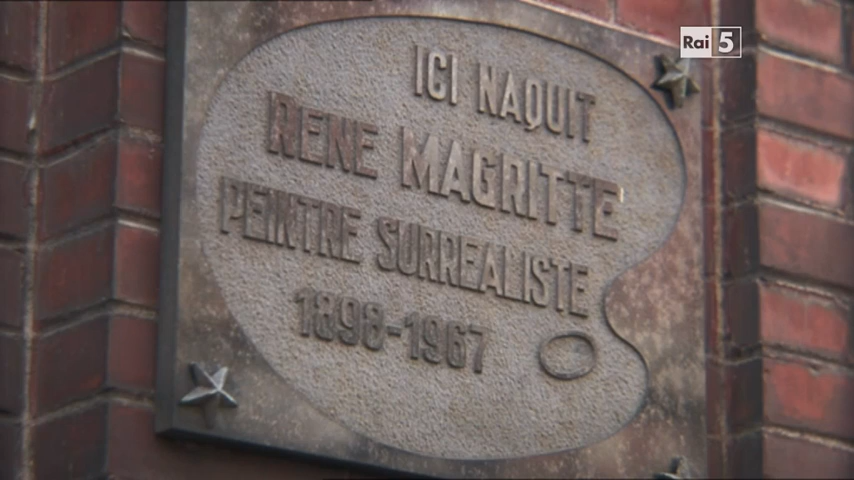 Rai 5
ICI NAQUIT
RENE MAGRITTE
PEINTRE SURREALISTE
1898-1967